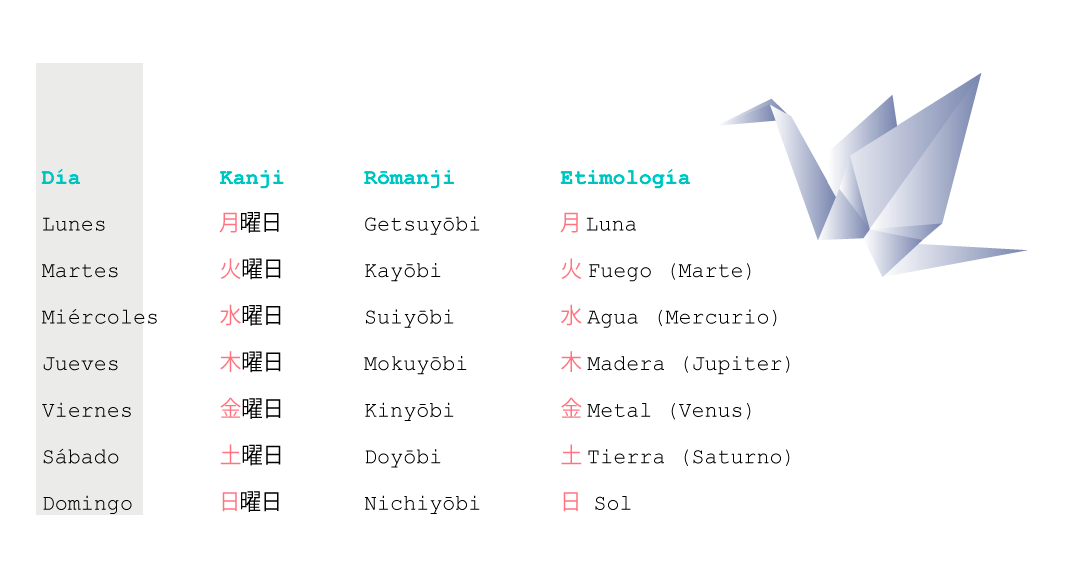 Día Kanji Rōmanji Etimología
Lunes 月曜日 Getsuyōbi 月 Luna
Martes 火曜日 Kayōbi 火 Fuego (Marte)
Miércoles 水曜日 Suiyōbi 水 Agua (Mercurio)
Jueves 木曜日 Mokuyōbi 木 Madera (Jupiter)
Viernes 金曜日 Kinyōbi 金 Metal (Venus)
Sábado 土曜日 Doyōbi 土 Tierra (Saturno)
Domingo 日曜日 Nichiyōbi 日 Sol